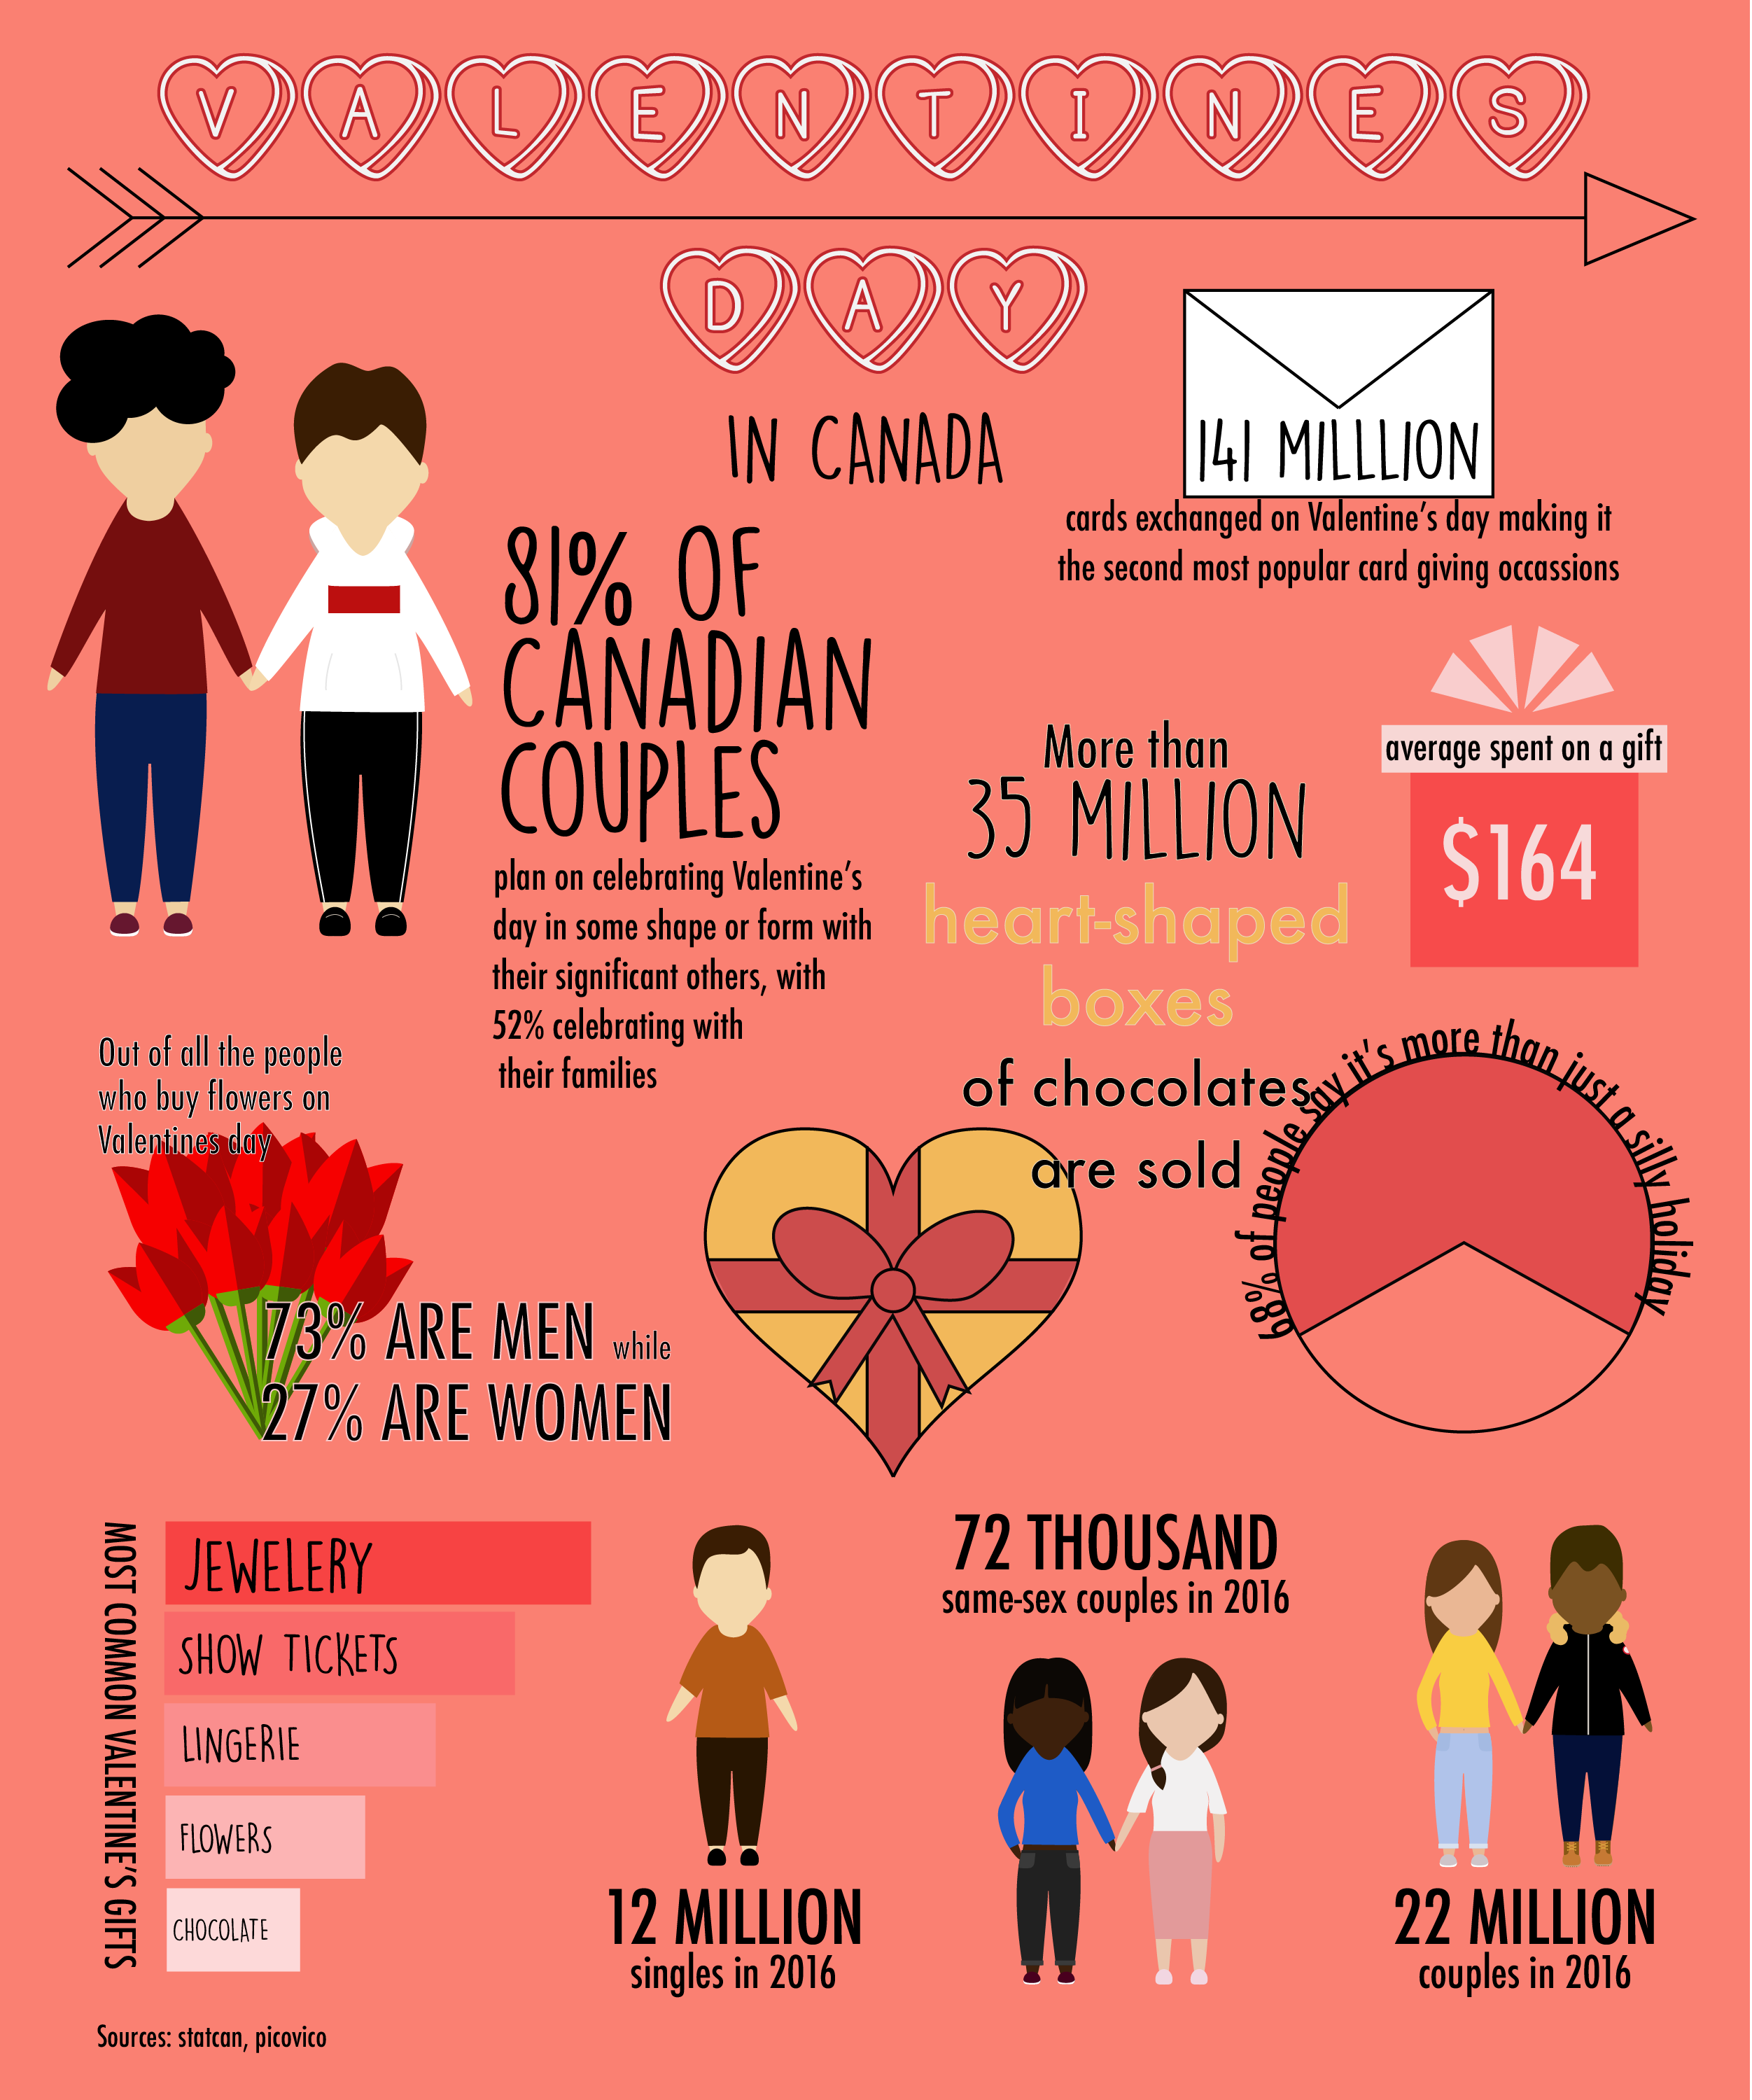 VALENTINES
DAY
IN CANADA
141 MILLLION
cards exchanged on Valentine's day making it
the second most popular card giving occassions
81% OF
CANADIAN
COUPLES
plan on celebrating Valentine's
day in some shape or form with
their significant others, with
52% celebrating with
their families
More than
35 MILLION
heart-shaped
boxes
of chocolates
are sold
average spent on a gift
$164
Out of all the people
who buy flowers on
Valentines day
73% ARE MEN while
27% ARE WOMEN
68% of people say it's more than just a silly holiday
MOST COMMON VALENTINE'S GIFTS
JEWELERY
SHOW TICKETS
LINGERIE
FLOWERS
CHOCOLATE
12 MILLION
singles in 2016
72 THOUSAND
same-sex couples in 2016
22 MILLION
couples in 2016
Sources: statcan, picovico